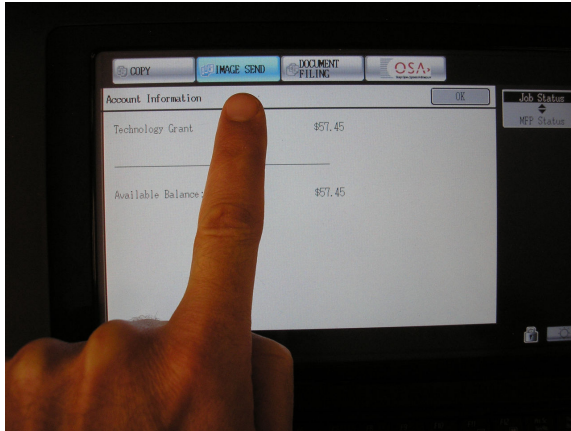 COPY
IMAGE SEND
DOCUMENT
FILING
OSA
Account Information
OK
Job Status
MFP Status
Technology Grant
$57.45
Available Balance:
$57.45